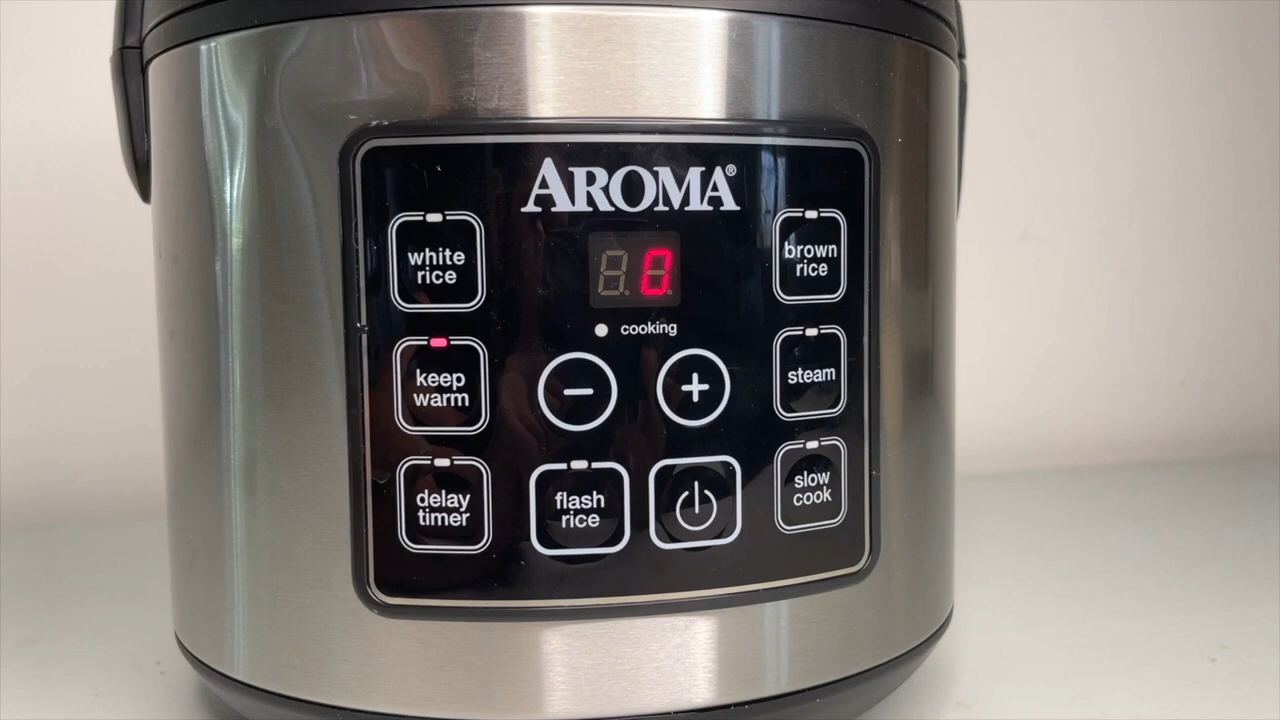 AROMA®
white
rice
brown
rice
0
cooking
keep
warm
−
+
steam
delay
timer
flash
rice
slow
cook